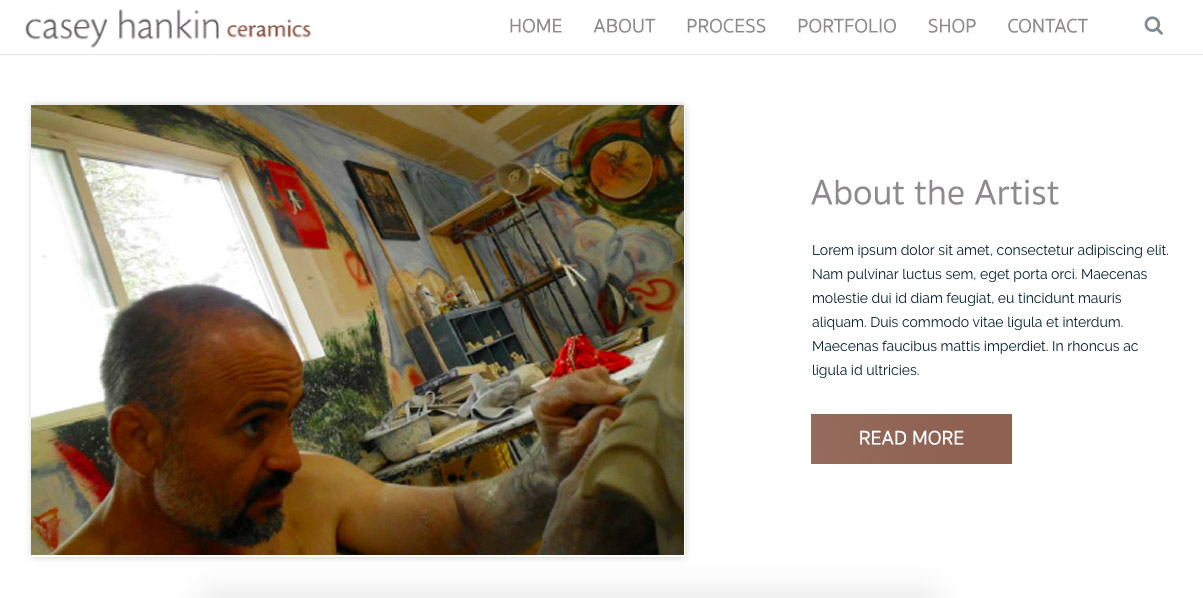 casey hankin ceramics
HOME ABOUT PROCESS PORTFOLIO SHOP CONTACT
About the Artist
Lorem ipsum dolor sit amet, consectetur adipiscing elit.
Nam pulvinar luctus sem, eget porta orci. Maecenas
molestie dui id diam feugiat, eu tincidunt mauris
aliquam. Duis commodo vitae ligula et interdum.
Maecenas faucibus mattis imperdiet. In rhoncus ac
ligula id ultricies.
READ MORE